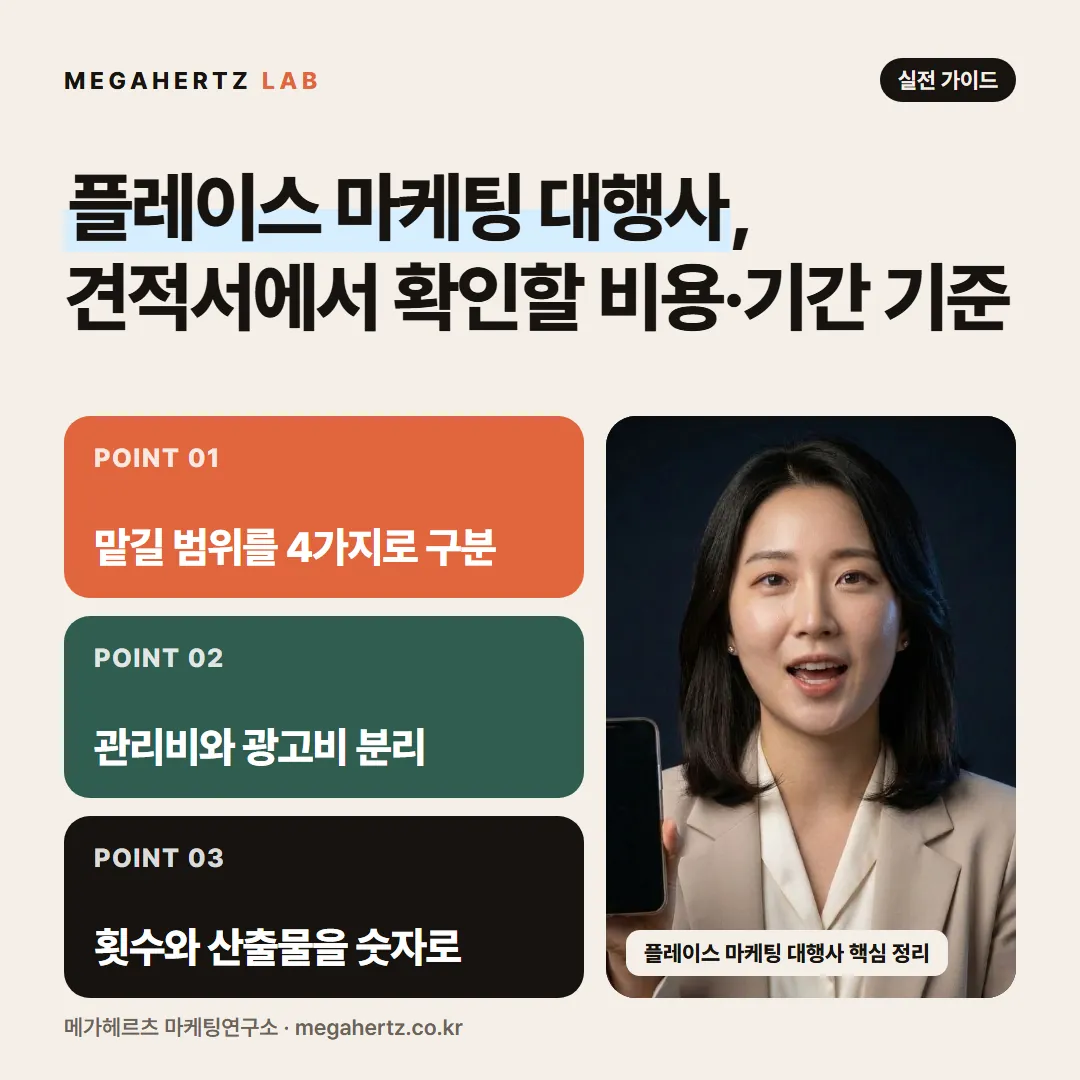 MEGAHERTZ LAB
실전 가이드
플레이스 마케팅 대행사,
견적서에서 확인할 비용·기간 기준
POINT 01
맡길 범위를 4가지로 구분
POINT 02
관리비와 광고비 분리
POINT 03
횟수와 산출물을 숫자로
플레이스 마케팅 대행사 핵심 정리
메가헤르츠 마케팅연구소 · megahertz.co.kr